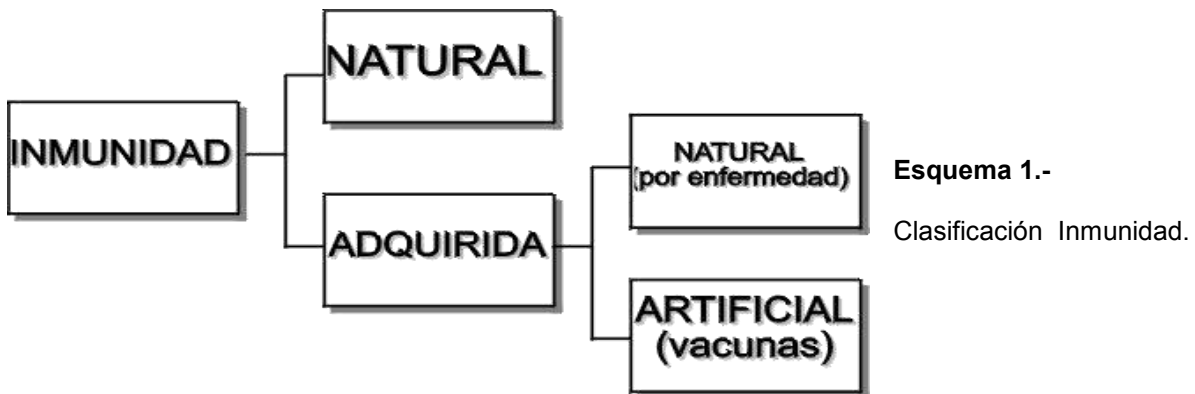 INMUNIDAD
NATURAL
ADQUIRIDA
NATURAL
(por enfermedad)
ARTIFICIAL
(vacunas)
Esquema 1.-
Clasificación Inmunidad.